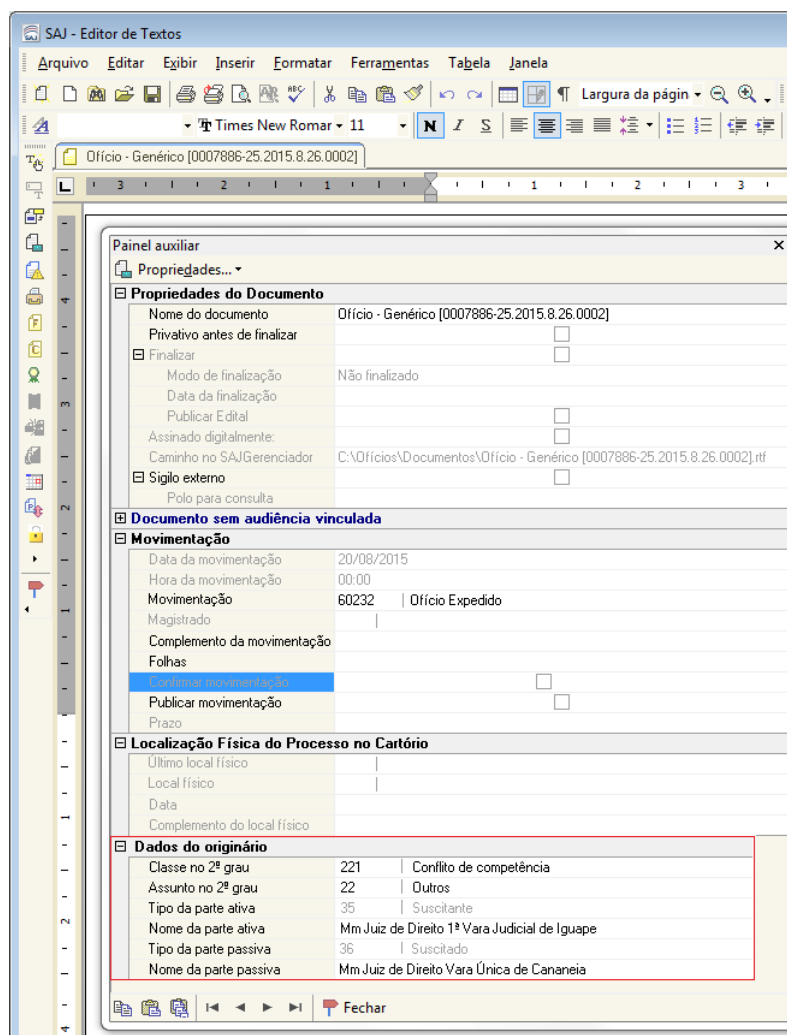 SAJ - Editor de Textos
Arquivo Editar Exibir Inserir Formatar Ferramentas Tabela Janela
Largura da págin
Times New Romar 11 N I S
Ofício - Genérico [0007886-25.2015.8.26.0002]
3 2 1 1 2 3
Painel auxiliar
Propriedades...
Propriedades do Documento
Nome do documento Ofício - Genérico [0007886-25.2015.8.26.0002]
Privativo antes de finalizar
Finalizar
Modo de finalização Não finalizado
Data da finalização
Publicar Edital
Assinado digitalmente:
Caminho no SAJGerenciador C:\Ofícios\Documentos\Ofício - Genérico [0007886-25.2015.8.26.0002].rtf
Sigilo externo
Polo para consulta
Documento sem audiência vinculada
Movimentação
Data da movimentação 20/08/2015
Hora da movimentação 00:00
Movimentação 60232 Ofício Expedido
Magistrado
Complemento da movimentação
Folhas
Confirmar movimentação
Publicar movimentação
Prazo
Localização Física do Processo no Cartório
Último local físico
Local físico
Data
Complemento do local físico
Dados do originário
Classe no 2º grau 221 Conflito de competência
Assunto no 2º grau 22 Outros
Tipo da parte ativa 35 Suscitante
Nome da parte ativa Mm Juiz de Direito 1ª Vara Judicial de Iguape
Tipo da parte passiva 36 Suscitado
Nome da parte passiva Mm Juiz de Direito Vara Única de Cananeia
Fechar